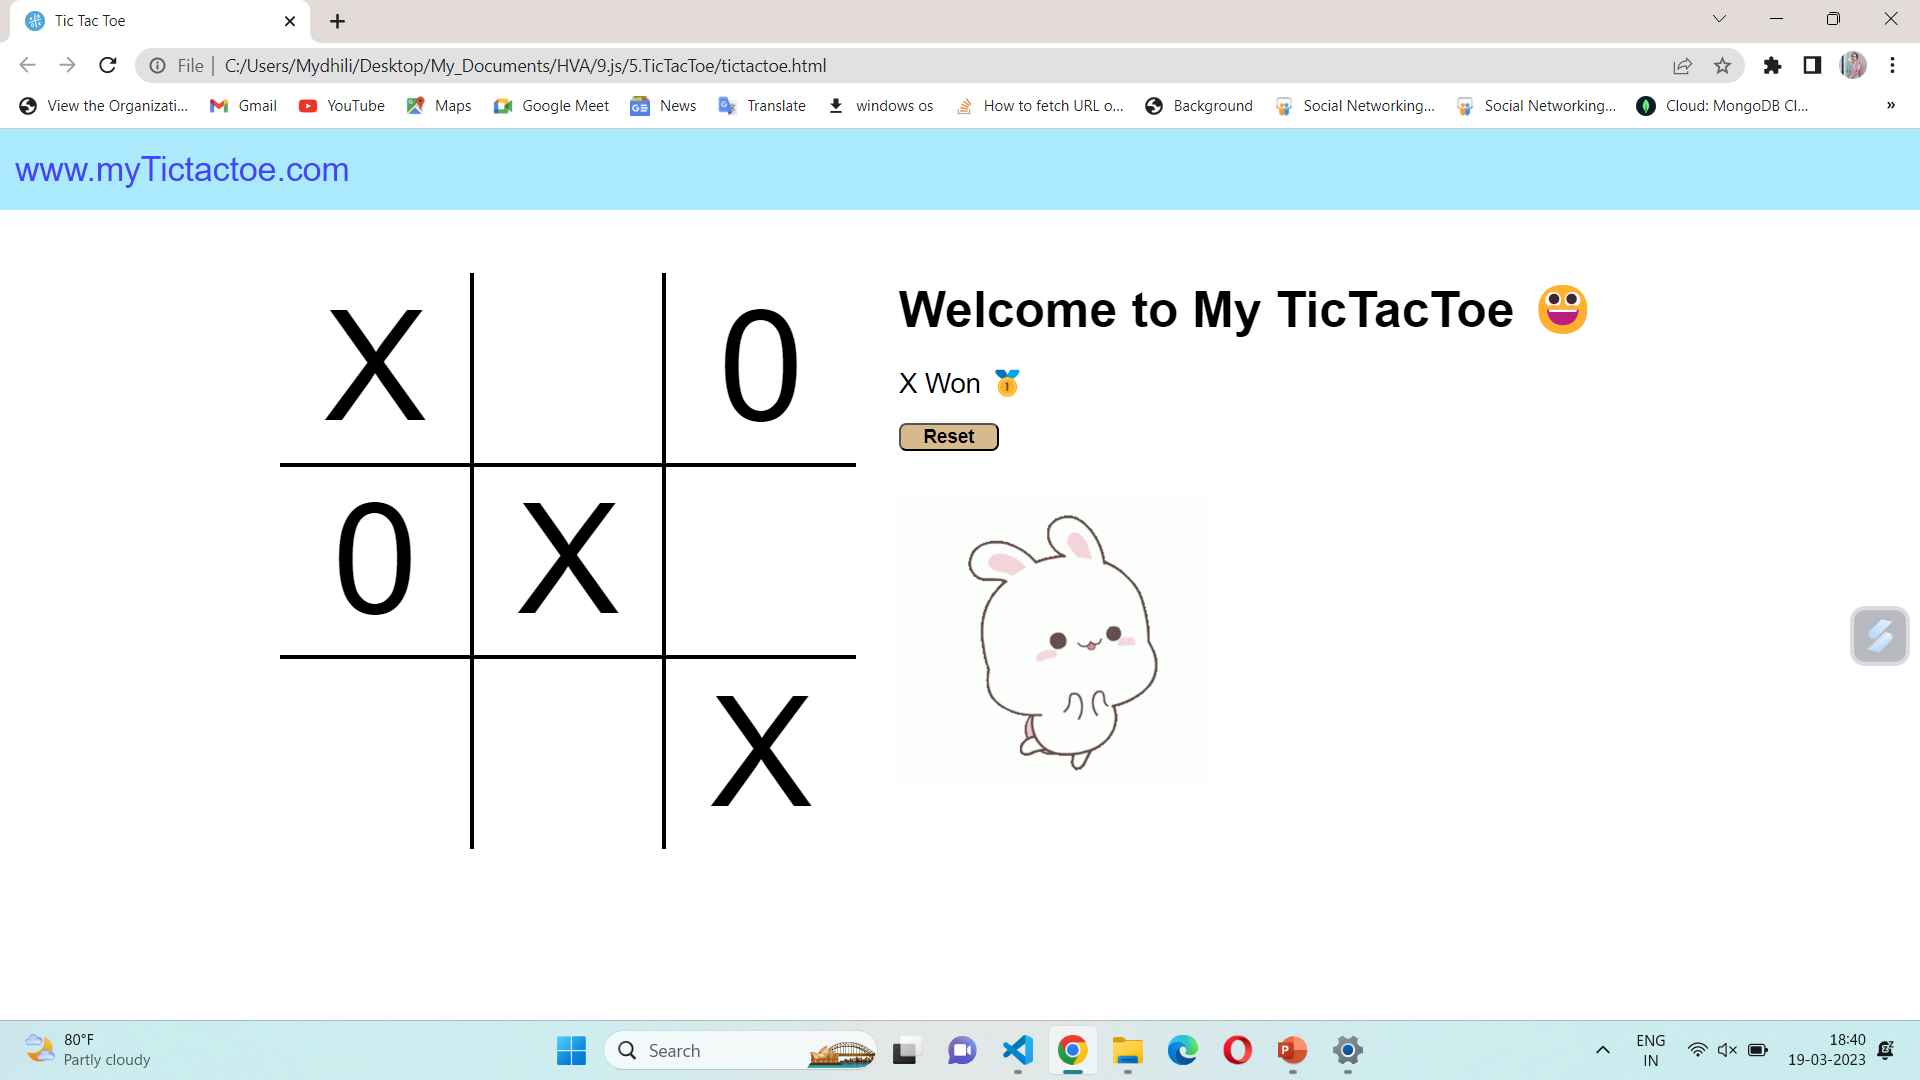 Tic Tac Toe
File | C:/Users/Mydhili/Desktop/My_Documents/HVA/9.js/5.TicTacToe/tictactoe.html
View the Organizati... Gmail YouTube Maps Google Meet News Translate windows os How to fetch URL o... Background Social Networking... Social Networking... Cloud: MongoDB Cl... »
www.myTictactoe.com
X 0
0 X
X
Welcome to My TicTacToe 😀
X Won 🥇
Reset
80°F
Partly cloudy
Search
ENG
IN
18:40
19-03-2023